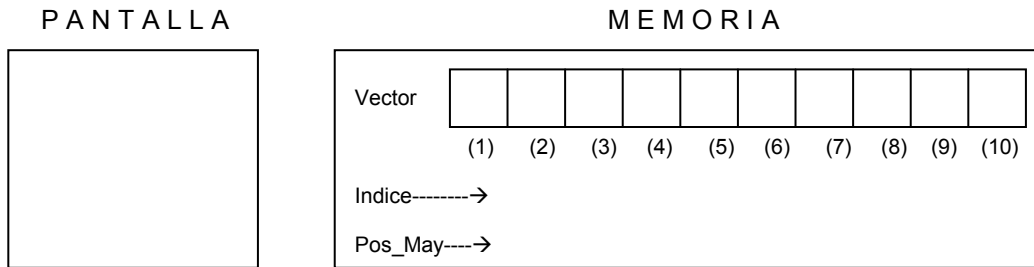 P A N T A L L A
M E M O R I A
Vector
(1) (2) (3) (4) (5) (6) (7) (8) (9) (10)
Indice--------→
Pos_May----→